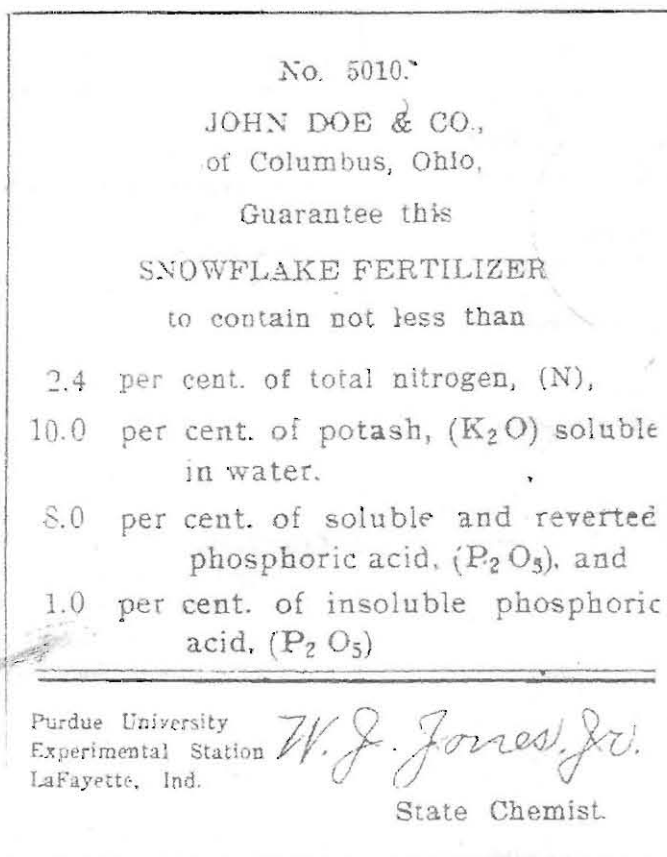 No. 5010.
JOHN DOE & CO.,
of Columbus, Ohio,
Guarantee this
SNOWFLAKE FERTILIZER
to contain not less than
2.4 per cent. of total nitrogen, (N),
10.0 per cent. of potash, (K₂O) soluble
in water.
8.0 per cent. of soluble and reverted
phosphoric acid, (P₂O₅), and
1.0 per cent. of insoluble phosphoric
acid, (P₂O₅)
Purdue University
Experimental Station
LaFayette, Ind.
W. J. Jones, Jr.
State Chemist.